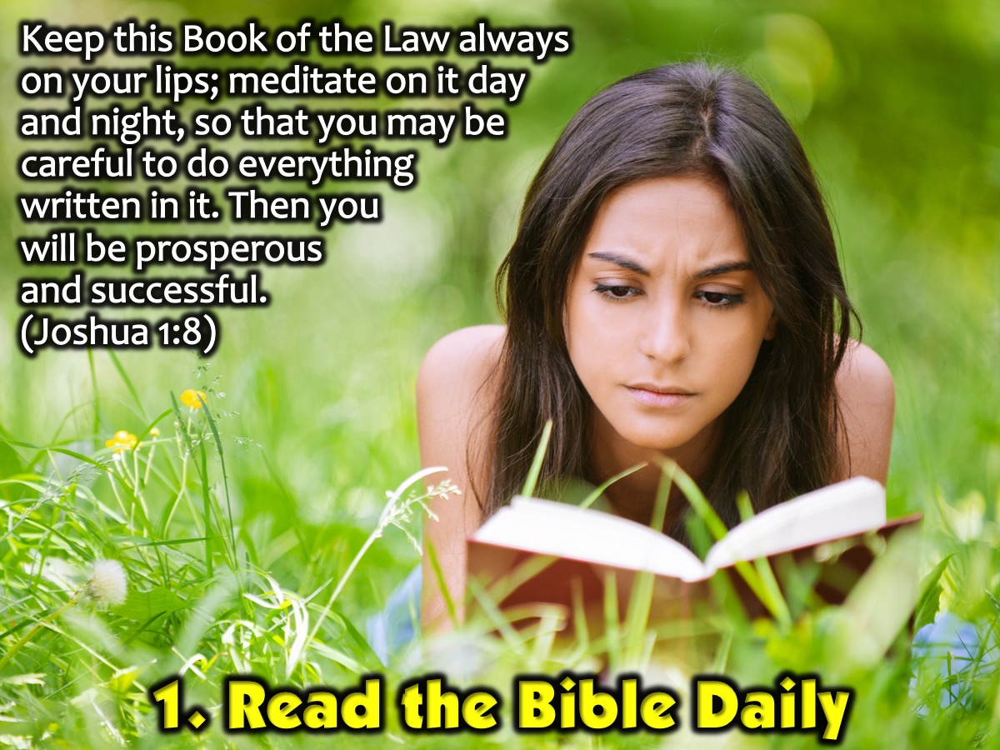 Keep this Book of the Law always
on your lips; meditate on it day
and night, so that you may be
careful to do everything
written in it. Then you
will be prosperous
and successful.
(Joshua 1:8)
1. Read the Bible Daily